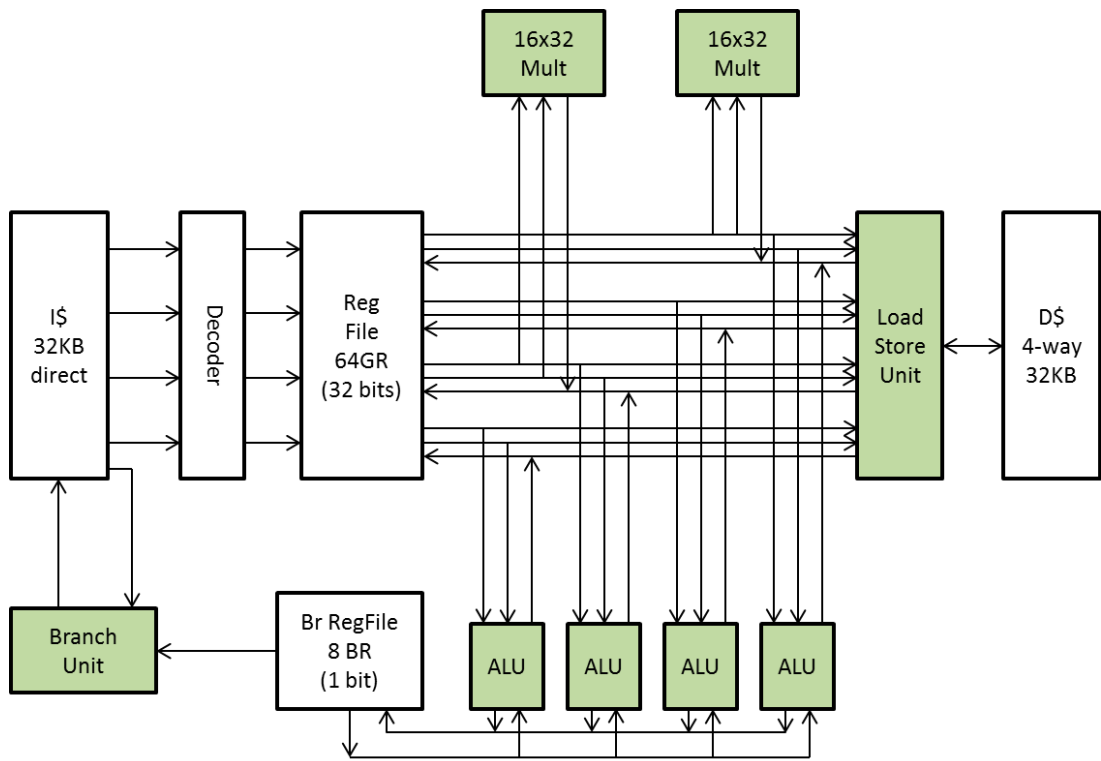 16x32
Mult
16x32
Mult
I$
32KB
direct
Decoder
Reg
File
64GR
(32 bits)
Load
Store
Unit
D$
4-way
32KB
Branch
Unit
Br RegFile
8 BR
(1 bit)
ALU
ALU
ALU
ALU